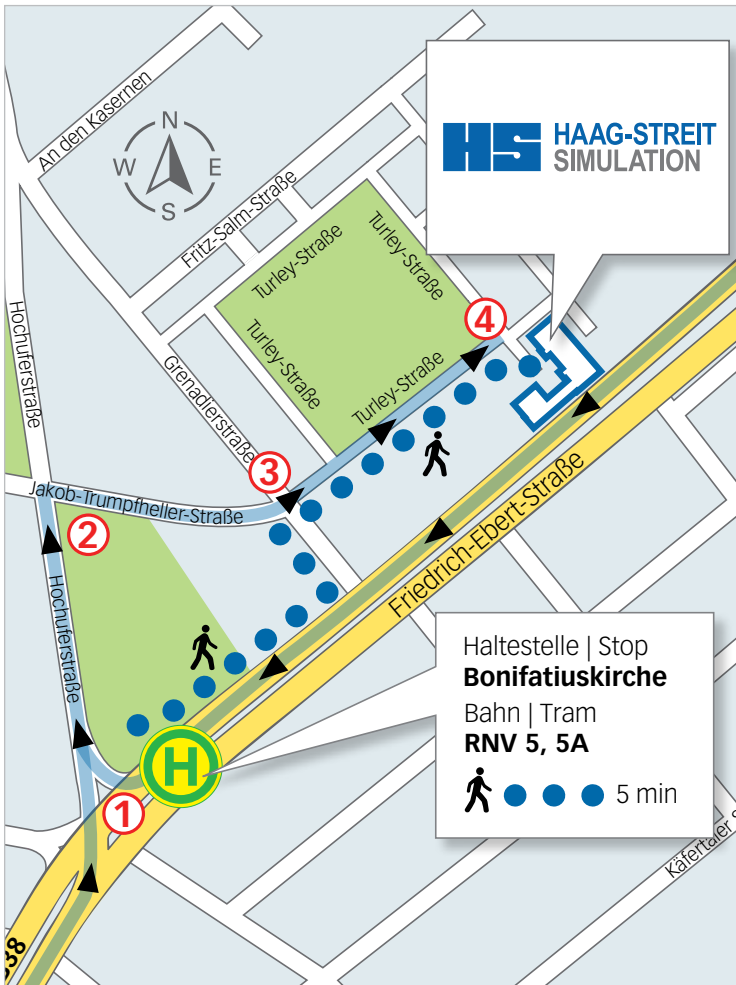 An den Kasernen
N
W E
S
Fritz-Salm-Straße
HS HAAG-STREIT
SIMULATION
Turley-Straße
Turley-Straße
Turley-Straße
Turley-Straße
Hochuferstraße
Grenadierstraße
4
3
Jakob-Trumpfheller-Straße
2
Friedrich-Ebert-Straße
Hochuferstraße
Haltestelle | Stop
Bonifatiuskirche
Bahn | Tram
RNV 5, 5A
5 min
H
1
Käfertaler